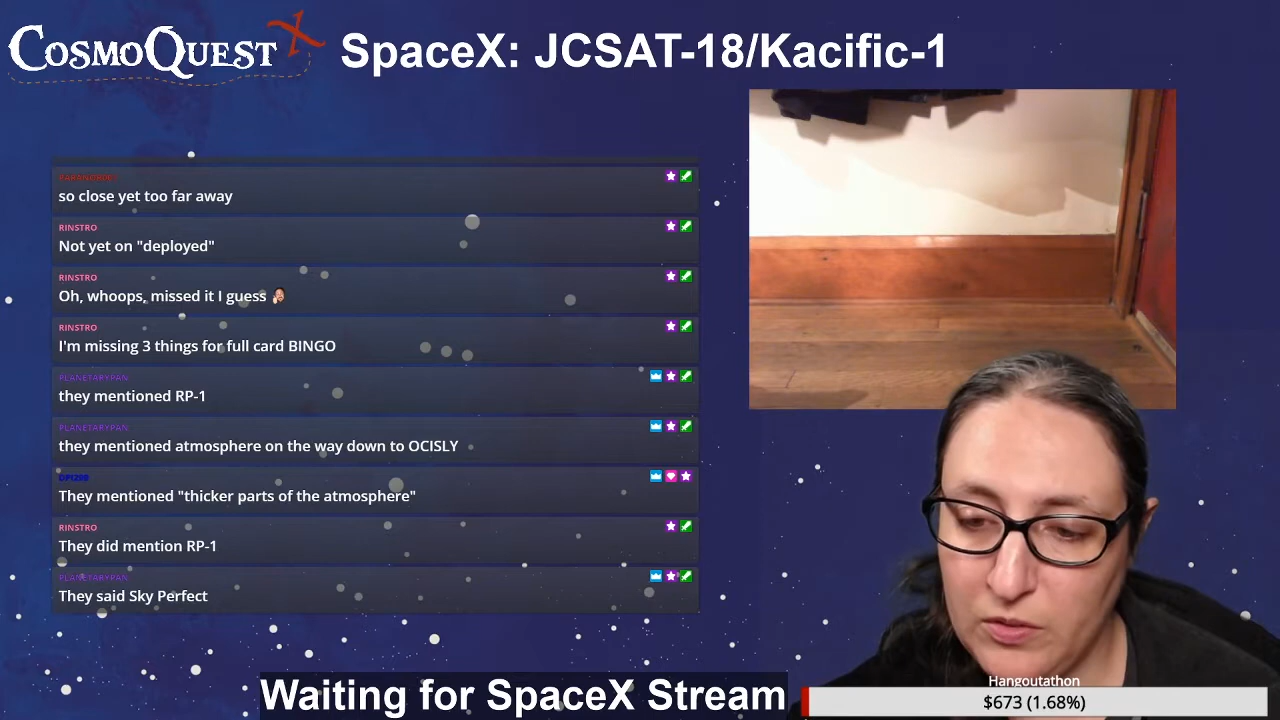 COSMOQUEST X
SpaceX: JCSAT-18/Kacific-1
so close yet too far away
RINSTRO
Not yet on "deployed"
RINSTRO
Oh, whoops, missed it I guess
RINSTRO
I'm missing 3 things for full card BINGO
PLANETARYPAN
they mentioned RP-1
PLANETARYPAN
they mentioned atmosphere on the way down to OCISLY
They mentioned "thicker parts of the atmosphere"
RINSTRO
They did mention RP-1
PLANETARYPAN
They said Sky Perfect
Waiting for SpaceX Stream
Hangoutathon
$673 (1.68%)